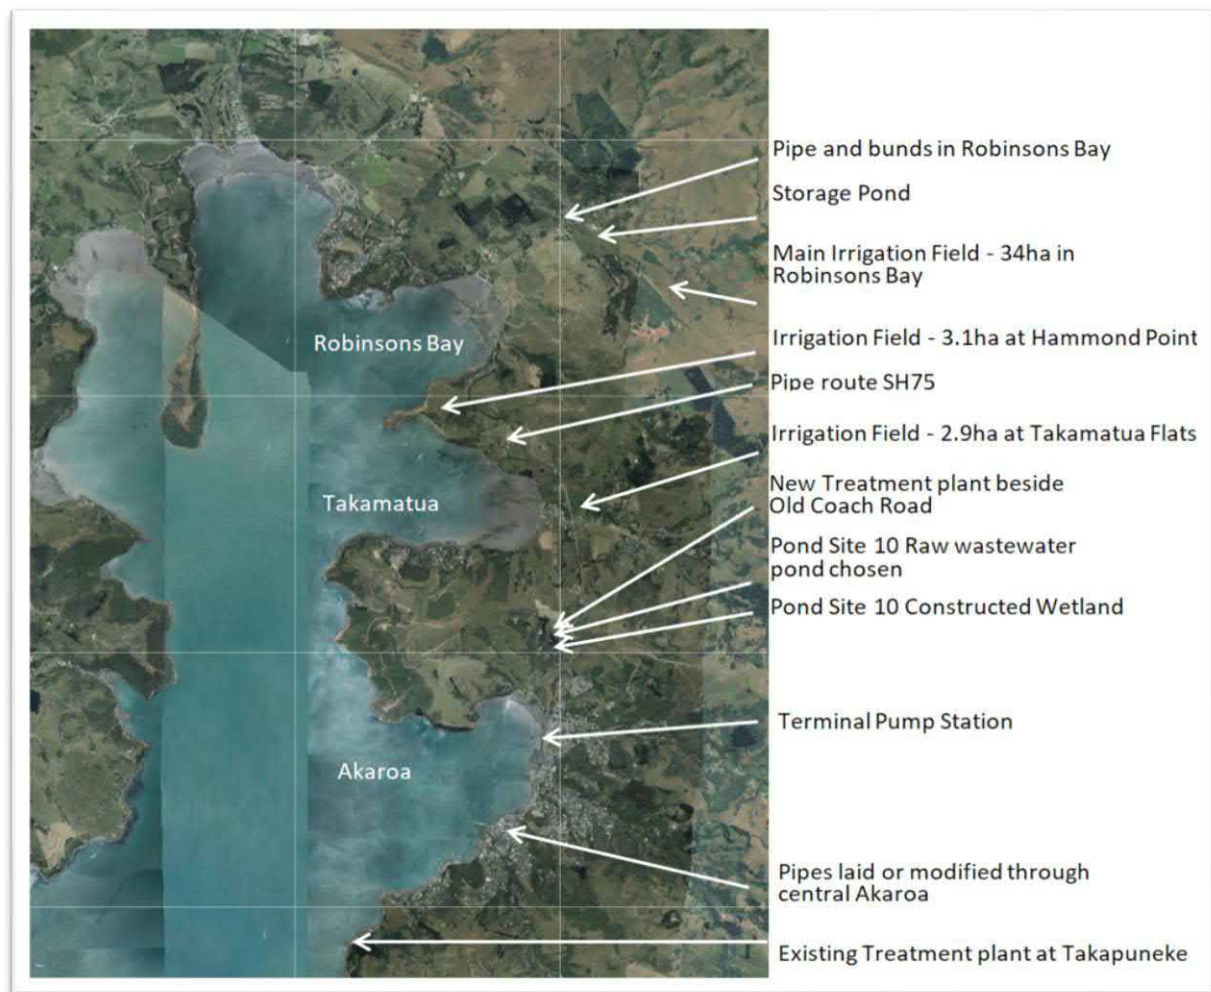 Pipe and bunds in Robinsons Bay
Storage Pond
Main Irrigation Field - 34ha in
Robinsons Bay
Irrigation Field - 3.1ha at Hammond Point
Pipe route SH75
Irrigation Field - 2.9ha at Takamatua Flats
New Treatment plant beside
Old Coach Road
Pond Site 10 Raw wastewater
pond chosen
Pond Site 10 Constructed Wetland
Terminal Pump Station
Pipes laid or modified through
central Akaroa
Existing Treatment plant at Takapuneke
Robinsons Bay
Takamatua
Akaroa